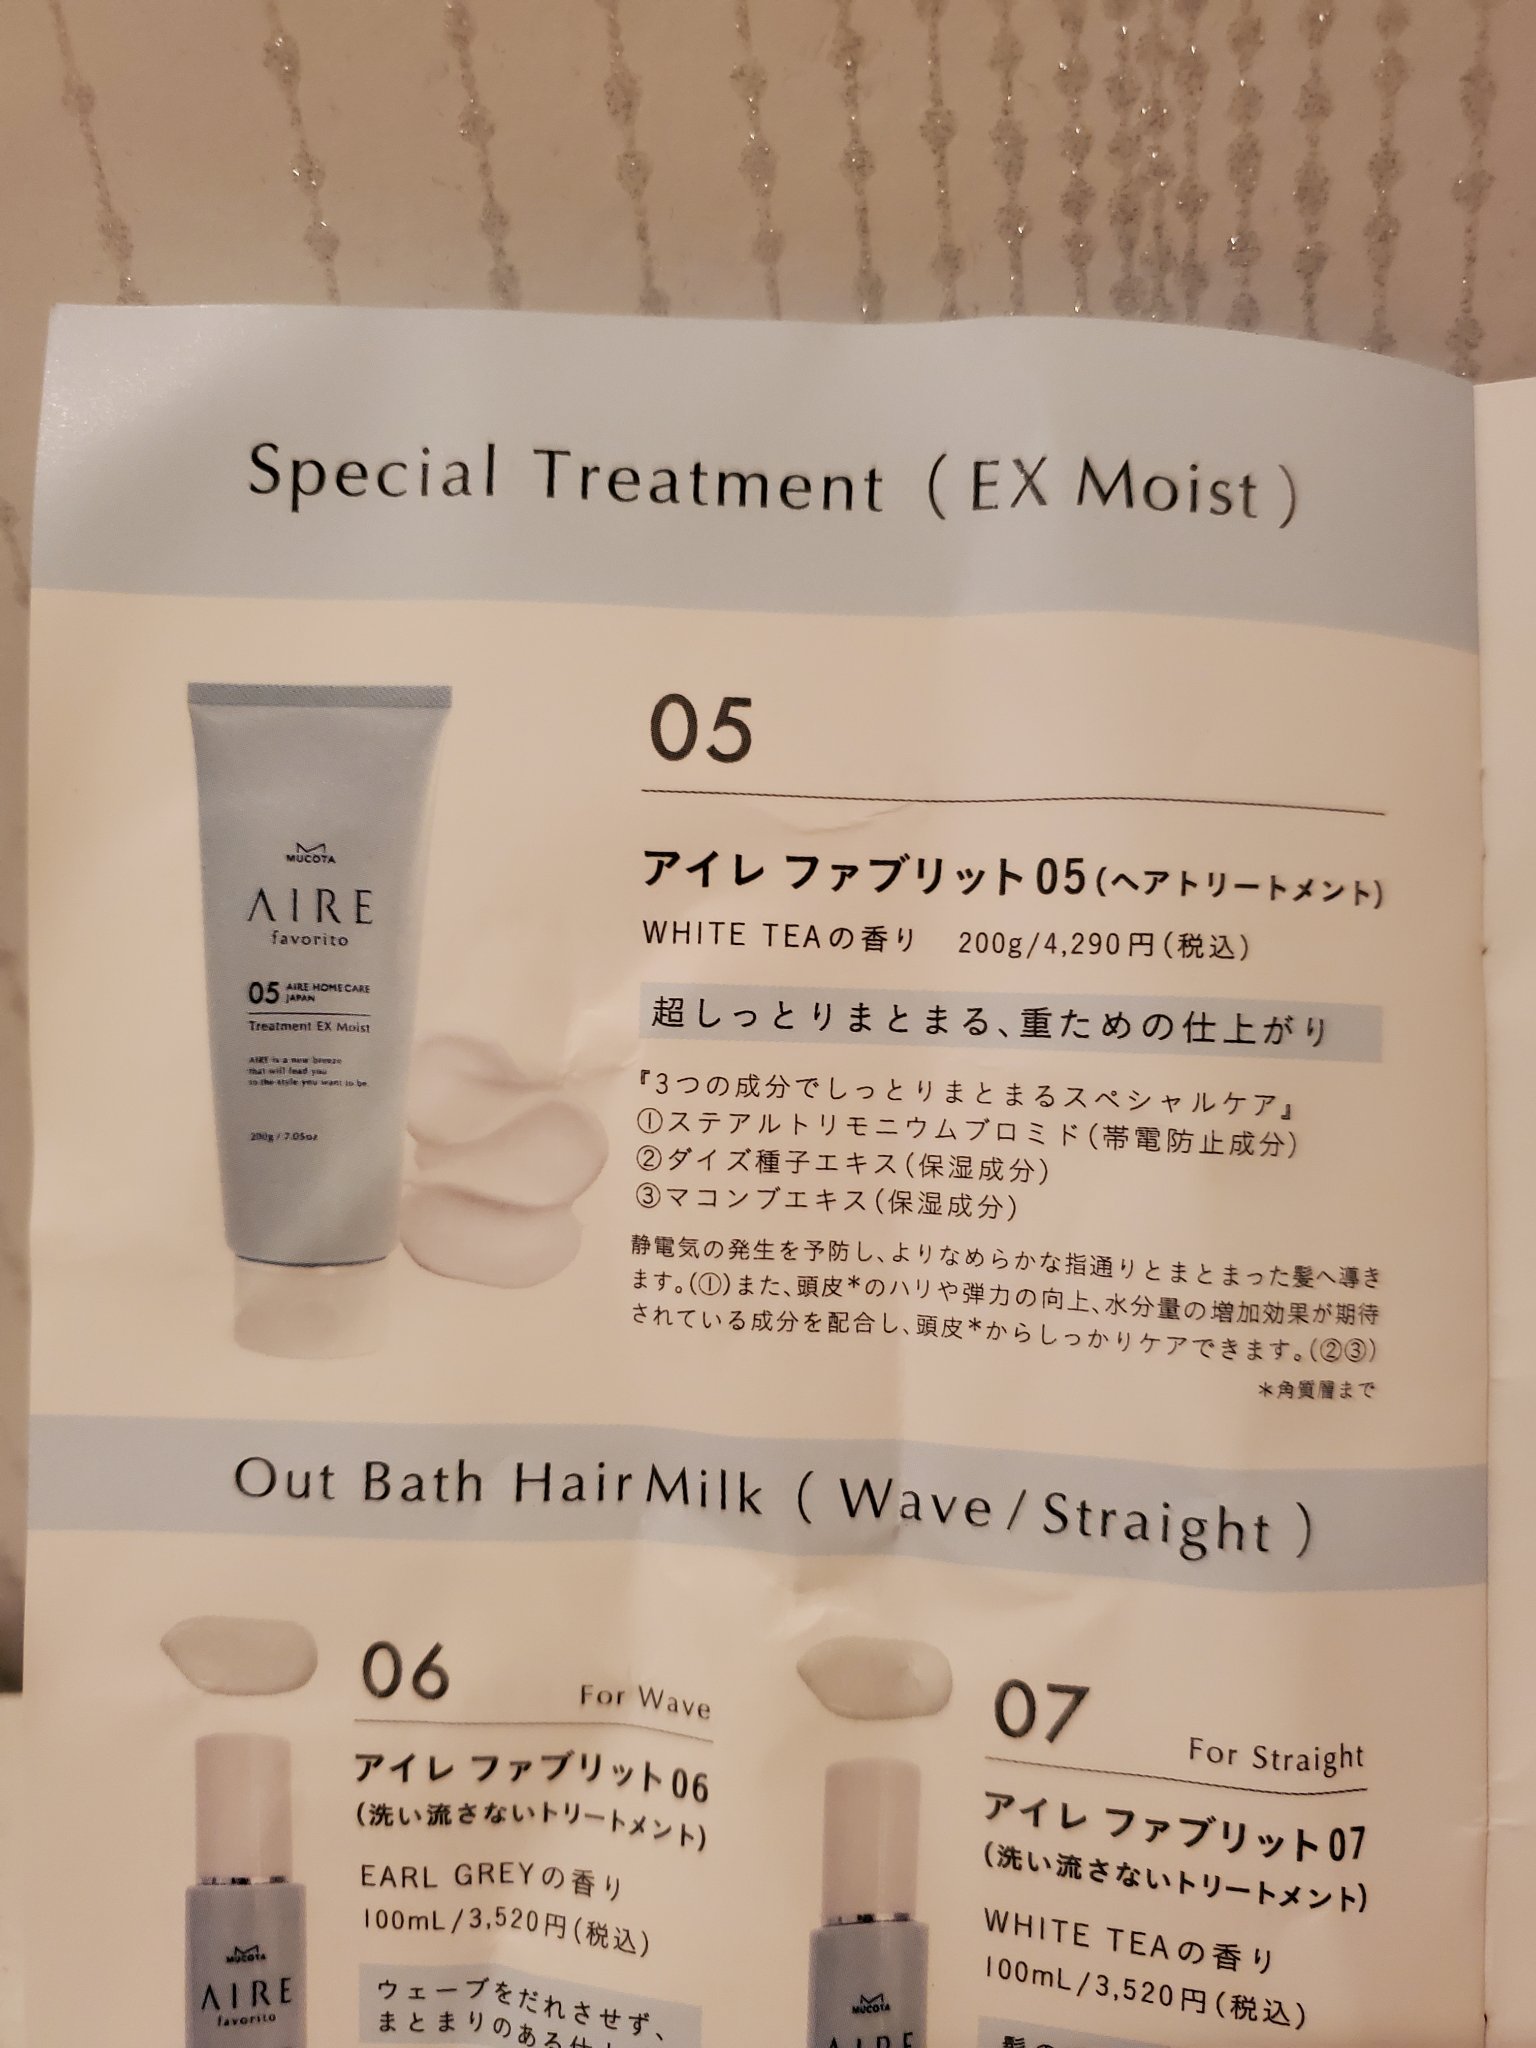 Special Treatment ( EX Moist )
MUCOTA
AIRE
favorito
05 AIRE HOME CARE
JAPAN
Treatment EX Moist
AIRE is a new breeze
that will lead you
to the style you want to be.
200g / 7.05oz
05
アイレ ファブリット05(ヘアトリートメント)
WHITE TEAの香り 200g/4,290円(税込)
超しっとりまとまる、重ための仕上がり
『3つの成分でしっとりまとまるスペシャルケア』
①ステアルトリモニウムブロミド(帯電防止成分)
②ダイズ種子エキス(保湿成分)
③マコンブエキス(保湿成分)
静電気の発生を予防し、よりなめらかな指通りとまとまった髪へ導き
ます。(①)また、頭皮*のハリや弾力の向上、水分量の増加効果が期待
されている成分を配合し、頭皮*からしっかりケアできます。(②③)
*角質層まで
Out Bath Hair Milk ( Wave / Straight )
06
For Wave
アイレ ファブリット06
(洗い流さないトリートメント)
EARL GREYの香り
100mL/3,520円(税込)
ウェーブをだれさせず、
まとまりのある仕
MUCOTA
AIRE
favorito
07
For Straight
アイレ ファブリット07
(洗い流さないトリートメント)
WHITE TEAの香り
100mL/3,520円(税込)
髪の
MUCOTA
AIRE